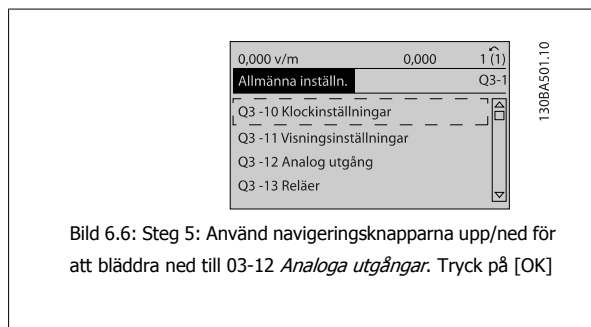 0,000 v/m 0,000 1 (1)
Allmänna inställn. Q3-1
Q3 -10 Klockinställningar
Q3 -11 Visningsinställningar
Q3 -12 Analog utgång
Q3 -13 Reläer
130BA501.10
Bild 6.6: Steg 5: Använd navigeringsknapparna upp/ned för
att bläddra ned till 03-12 Analoga utgångar. Tryck på [OK]